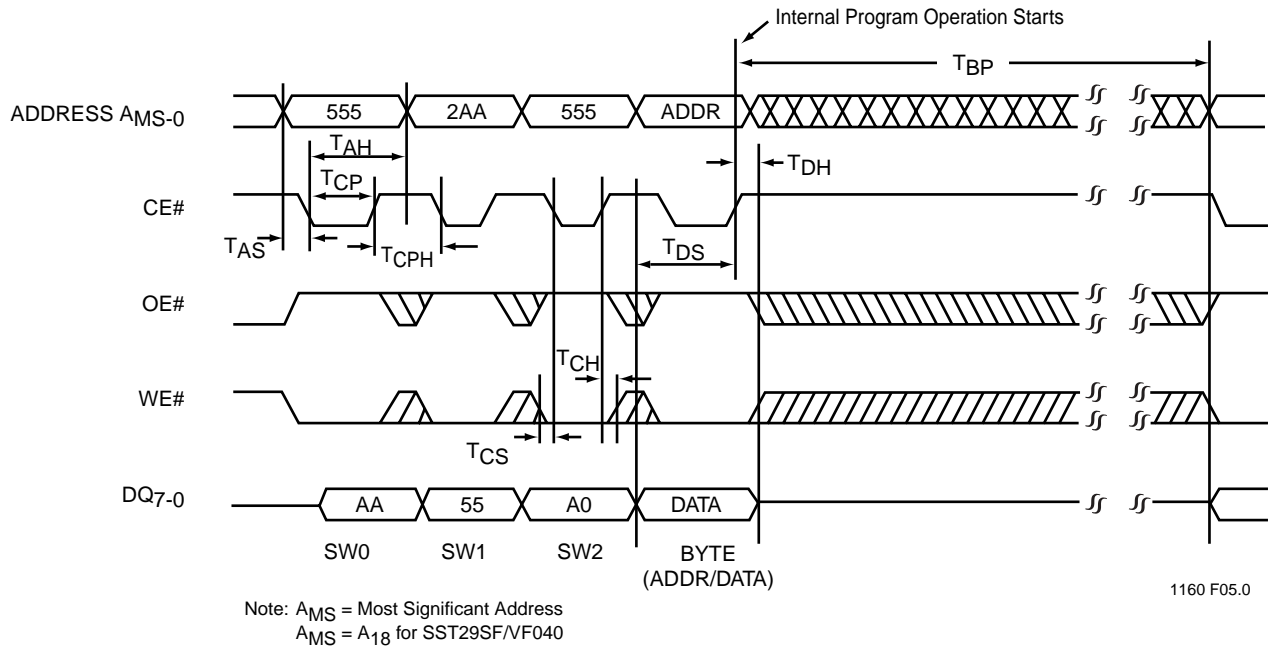 Internal Program Operation Starts
TBP
ADDRESS AMS-0
555
2AA
555
ADDR
TAH
TDH
TCP
CE#
TAS
TCPH
TDS
OE#
TCH
WE#
TCS
DQ7-0
AA
55
A0
DATA
SW0
SW1
SW2
BYTE
(ADDR/DATA)
1160 F05.0
Note: AMS = Most Significant Address
AMS = A18 for SST29SF/VF040